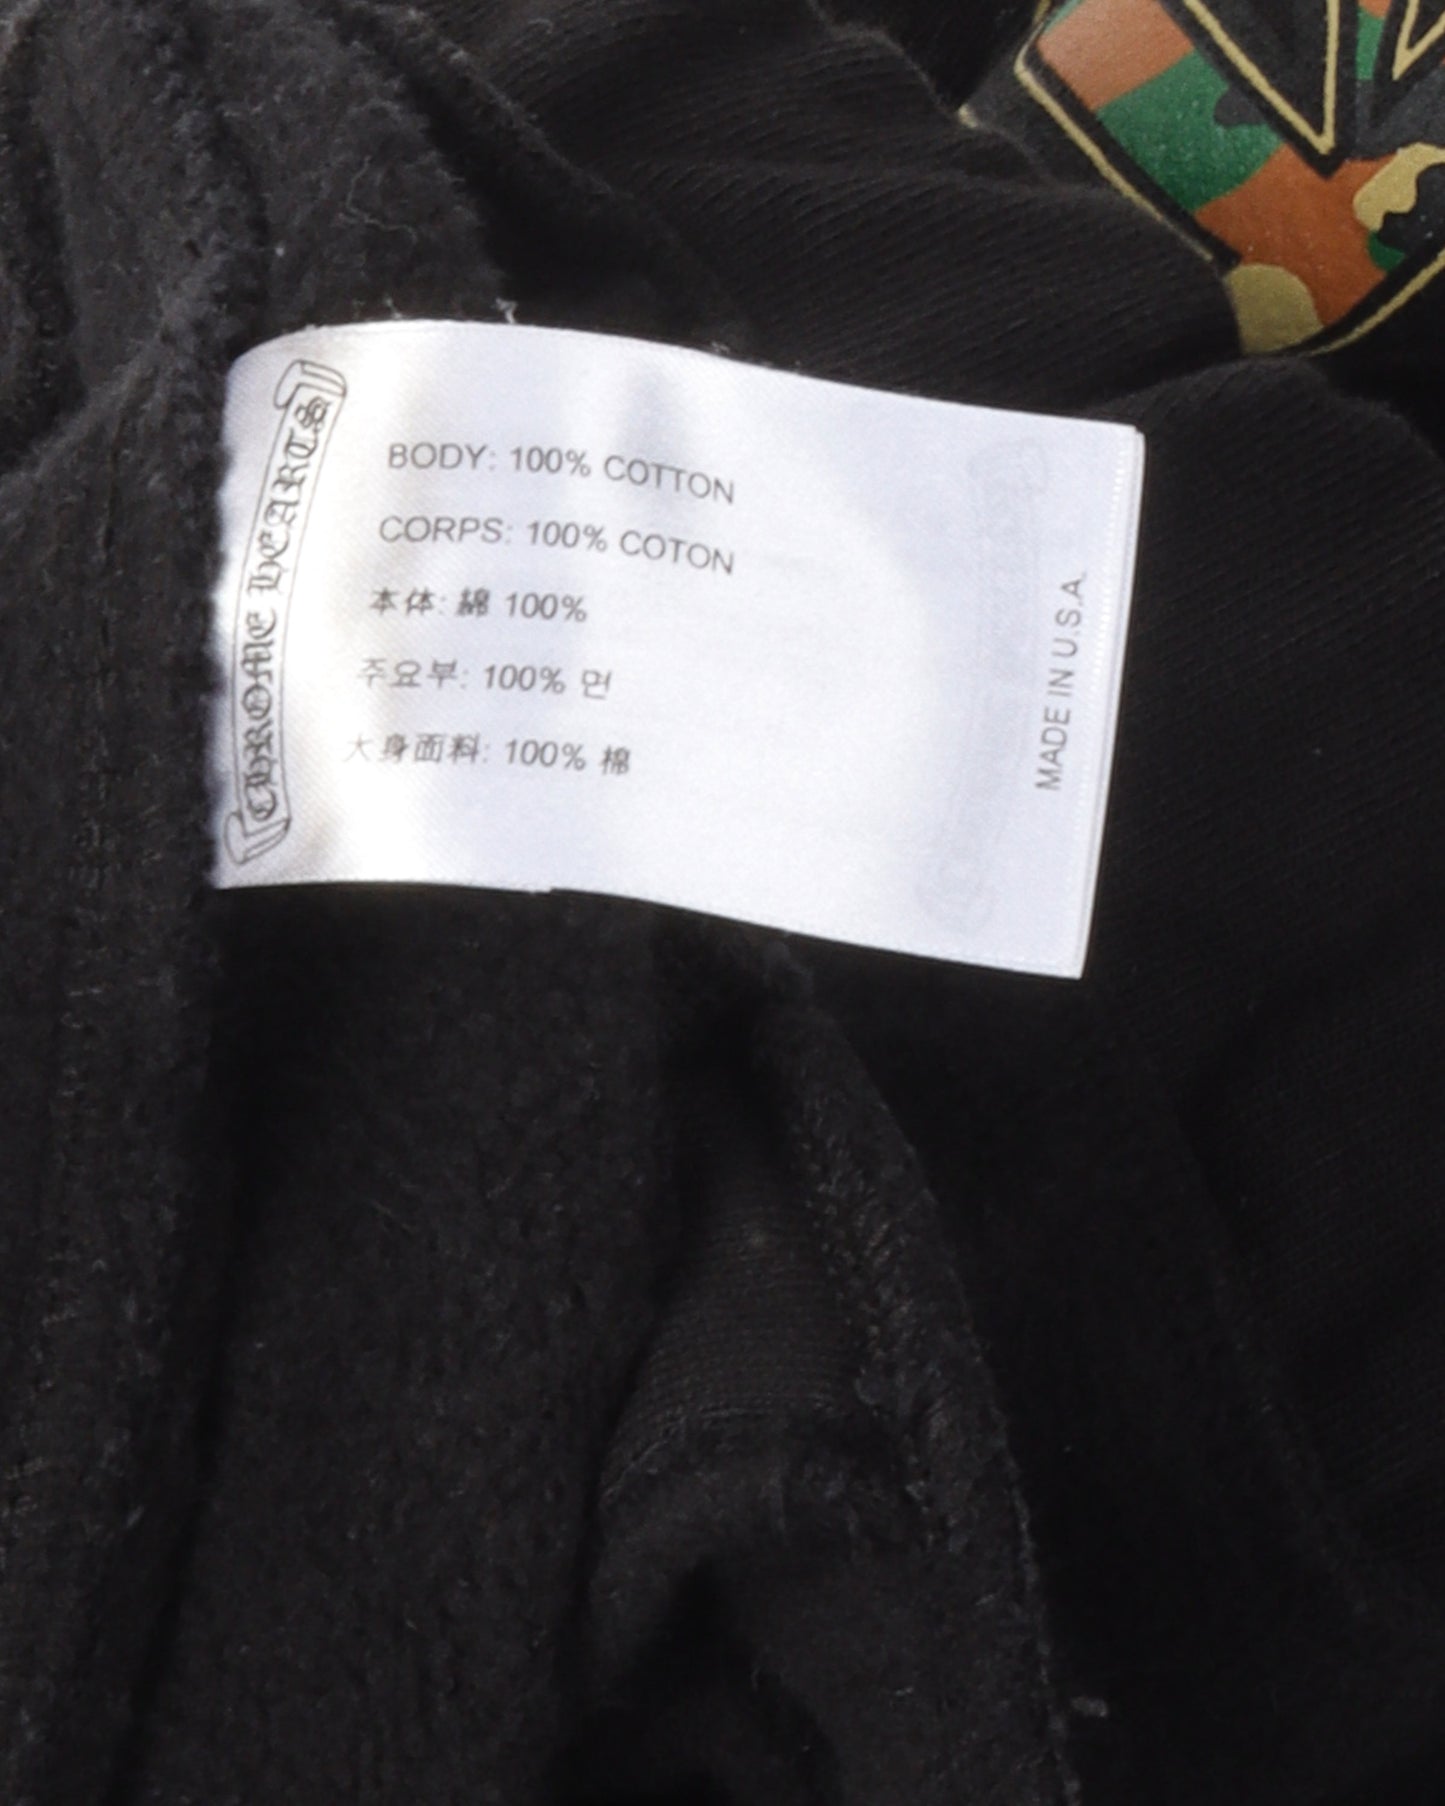 CHROME HEARTS
BODY: 100% COTTON
CORPS: 100% COTON
本体: 綿 100%
주요부: 100% 면
大身面料: 100% 棉
MADE IN U.S.A.